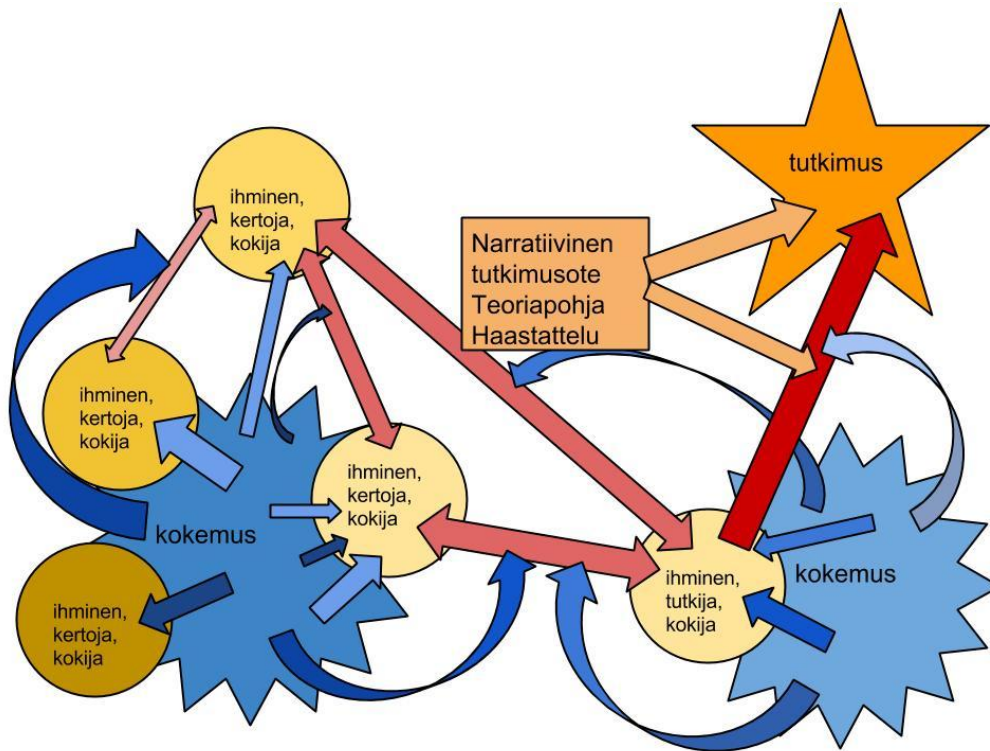 tutkimus
ihminen,
kertoja,
kokija
Narratiivinen
tutkimusote
Teoriapohja
Haastattelu
ihminen,
kertoja,
kokija
ihminen,
kertoja,
kokija
kokemus
ihminen,
tutkija,
kokija
kokemus
ihminen,
kertoja,
kokija